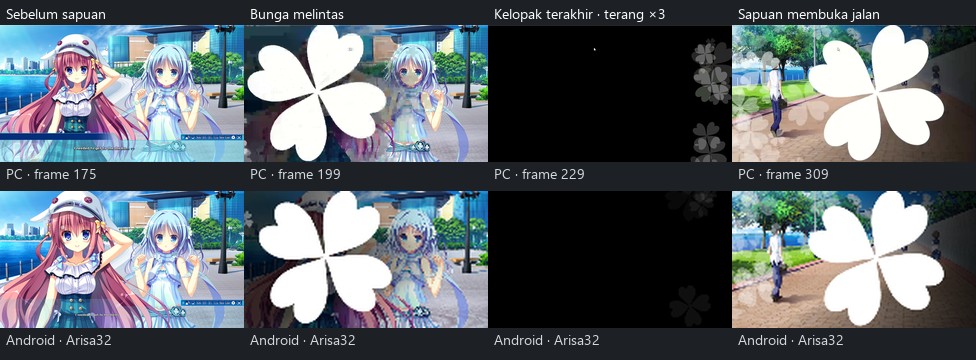 Sebelum sapuan
Bunga melintas
Kelopak terakhir · terang ×3
Sapuan membuka jalan
PC · frame 175
PC · frame 199
PC · frame 229
PC · frame 309
Android · Arisa32
Android · Arisa32
Android · Arisa32
Android · Arisa32